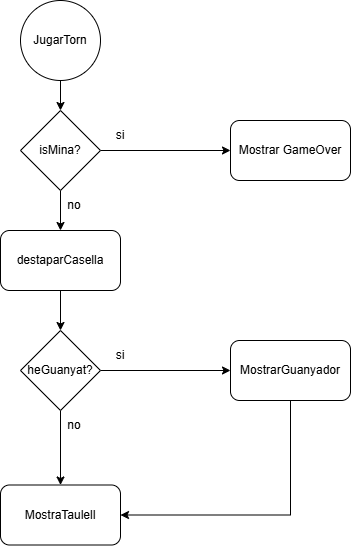 JugarTorn
si
isMina?
Mostrar GameOver
no
destaparCasella
si
heGuanyat?
MostrarGuanyador
no
MostraTaulell